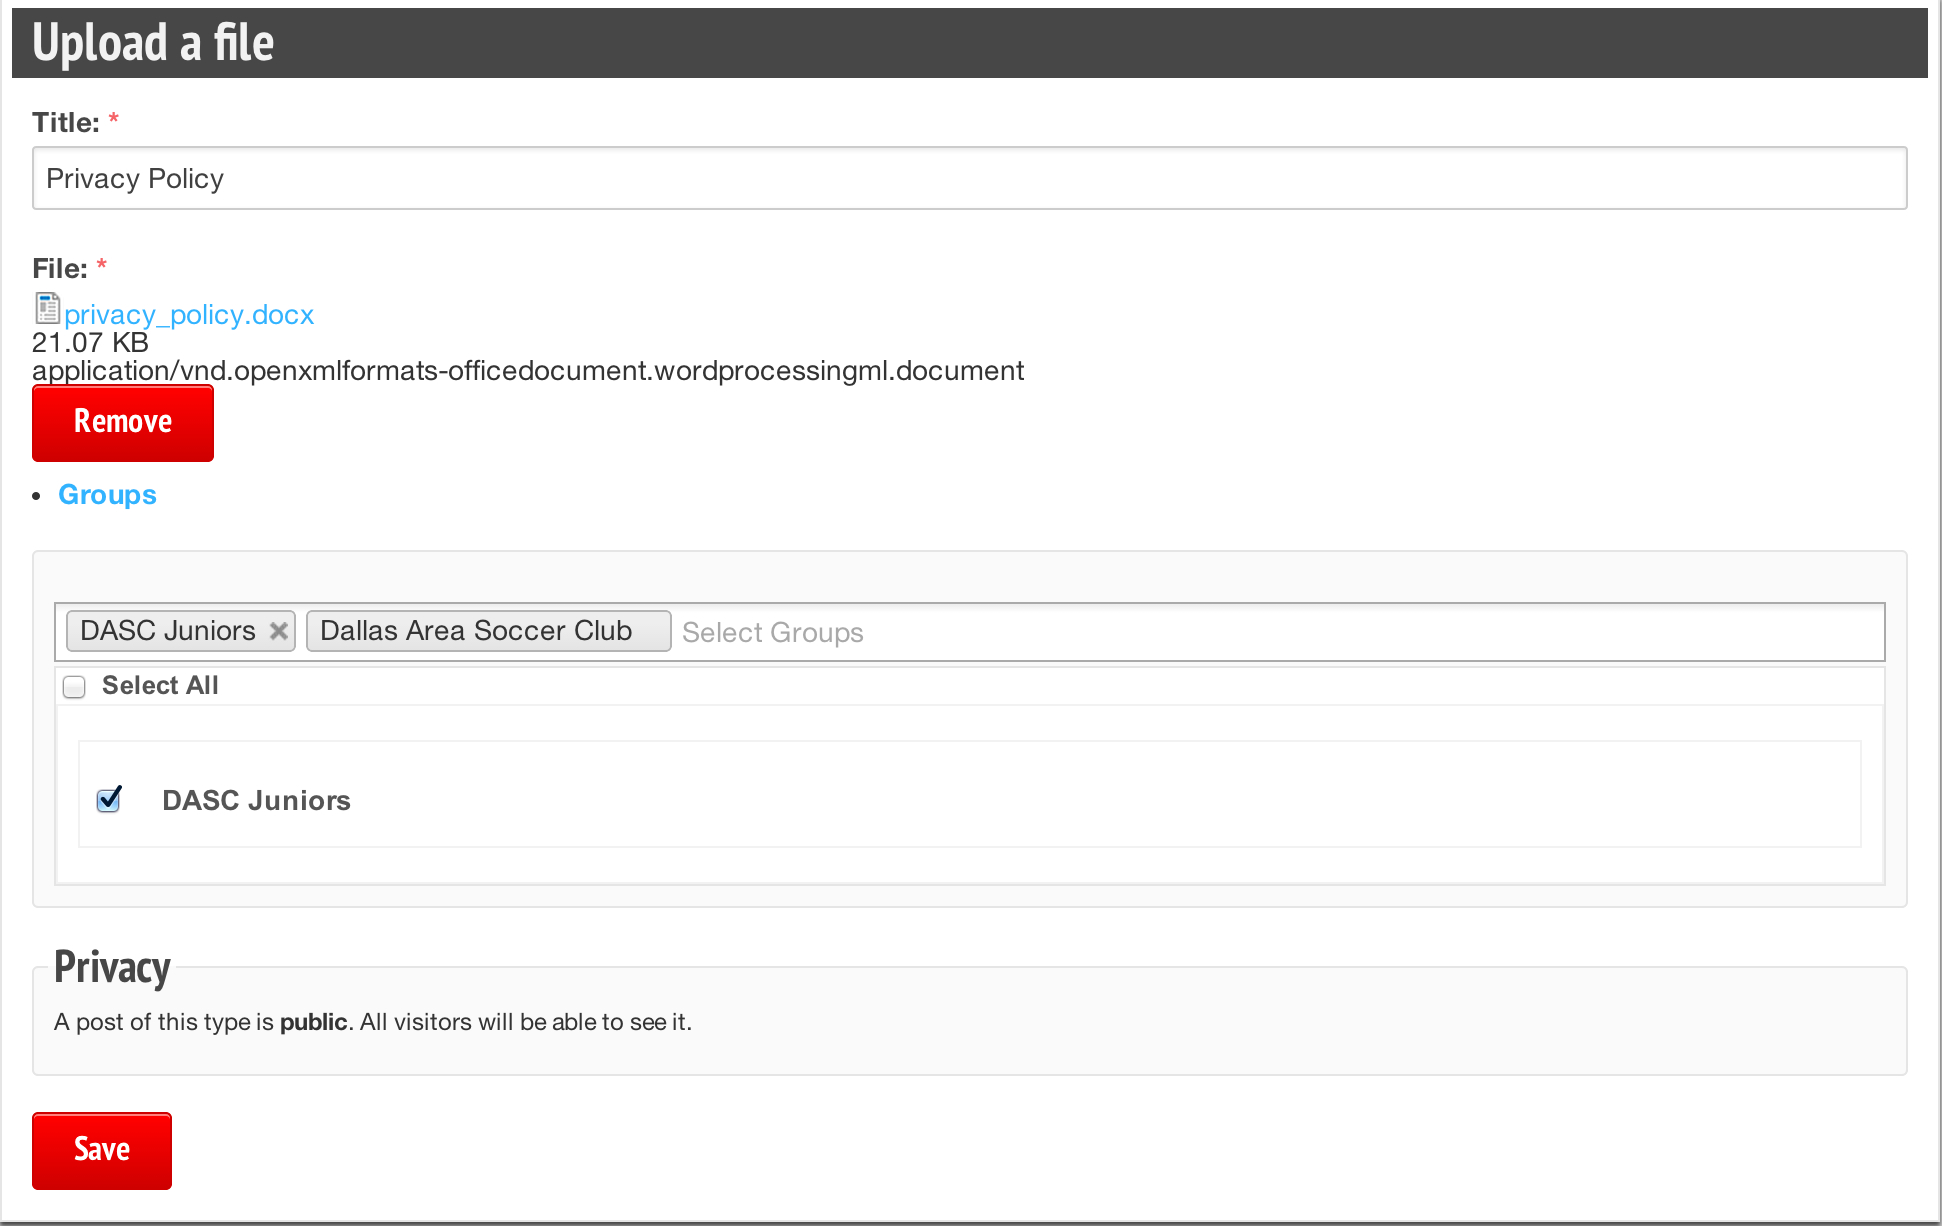 Upload a file
Title: *
Privacy Policy
File: *
privacy_policy.docx
21.07 KB
application/vnd.openxmlformats-officedocument.wordprocessingml.document
Remove
• Groups
DASC Juniors Dallas Area Soccer Club Select Groups
Select All
DASC Juniors
Privacy
A post of this type is public. All visitors will be able to see it.
Save